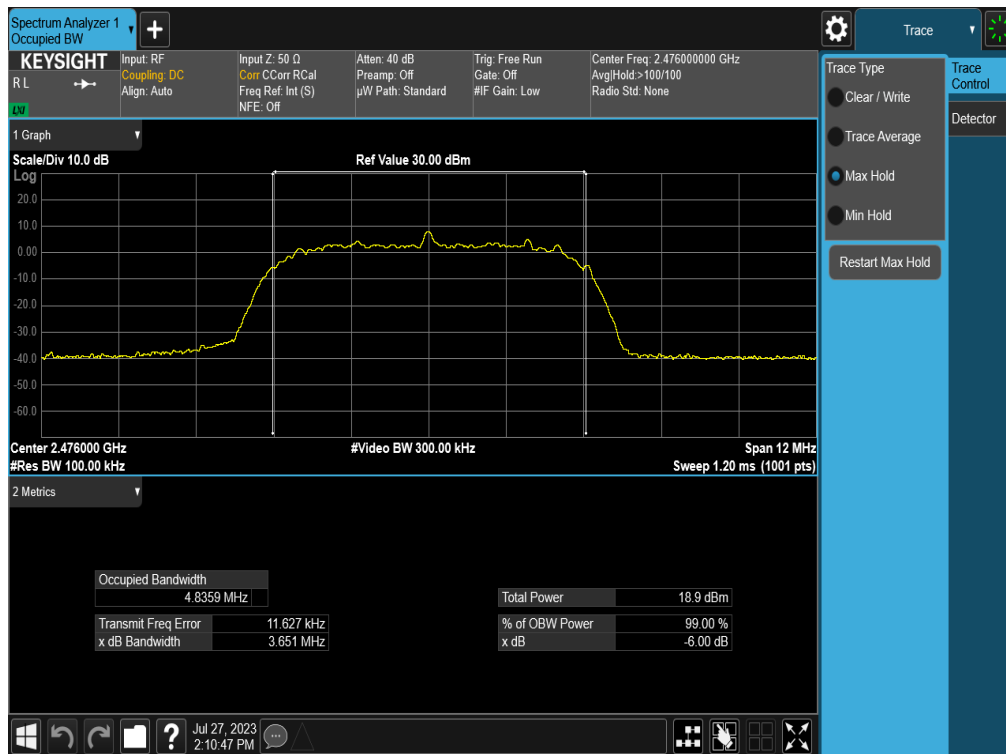 Spectrum Analyzer 1
Occupied BW
+
Trace
KEYSIGHT
R L
LXI
Input: RF
Coupling: DC
Align: Auto
Input Z: 50 Ω
Corr CCorr RCal
Freq Ref: Int (S)
NFE: Off
Atten: 40 dB
Preamp: Off
µW Path: Standard
Trig: Free Run
Gate: Off
#IF Gain: Low
Center Freq: 2.476000000 GHz
Avg|Hold:>100/100
Radio Std: None
Trace Type
Clear / Write
Trace Average
Max Hold
Min Hold
Restart Max Hold
Trace
Control
Detector
1 Graph
Scale/Div 10.0 dB
Ref Value 30.00 dBm
Log
20.0
10.0
0.00
-10.0
-20.0
-30.0
-40.0
-50.0
-60.0
Center 2.476000 GHz
#Video BW 300.00 kHz
Span 12 MHz
#Res BW 100.00 kHz
Sweep 1.20 ms (1001 pts)
2 Metrics
Occupied Bandwidth
4.8359 MHz
Total Power 18.9 dBm
Transmit Freq Error 11.627 kHz
% of OBW Power 99.00 %
x dB Bandwidth 3.651 MHz
x dB -6.00 dB
?
Jul 27, 2023
2:10:47 PM